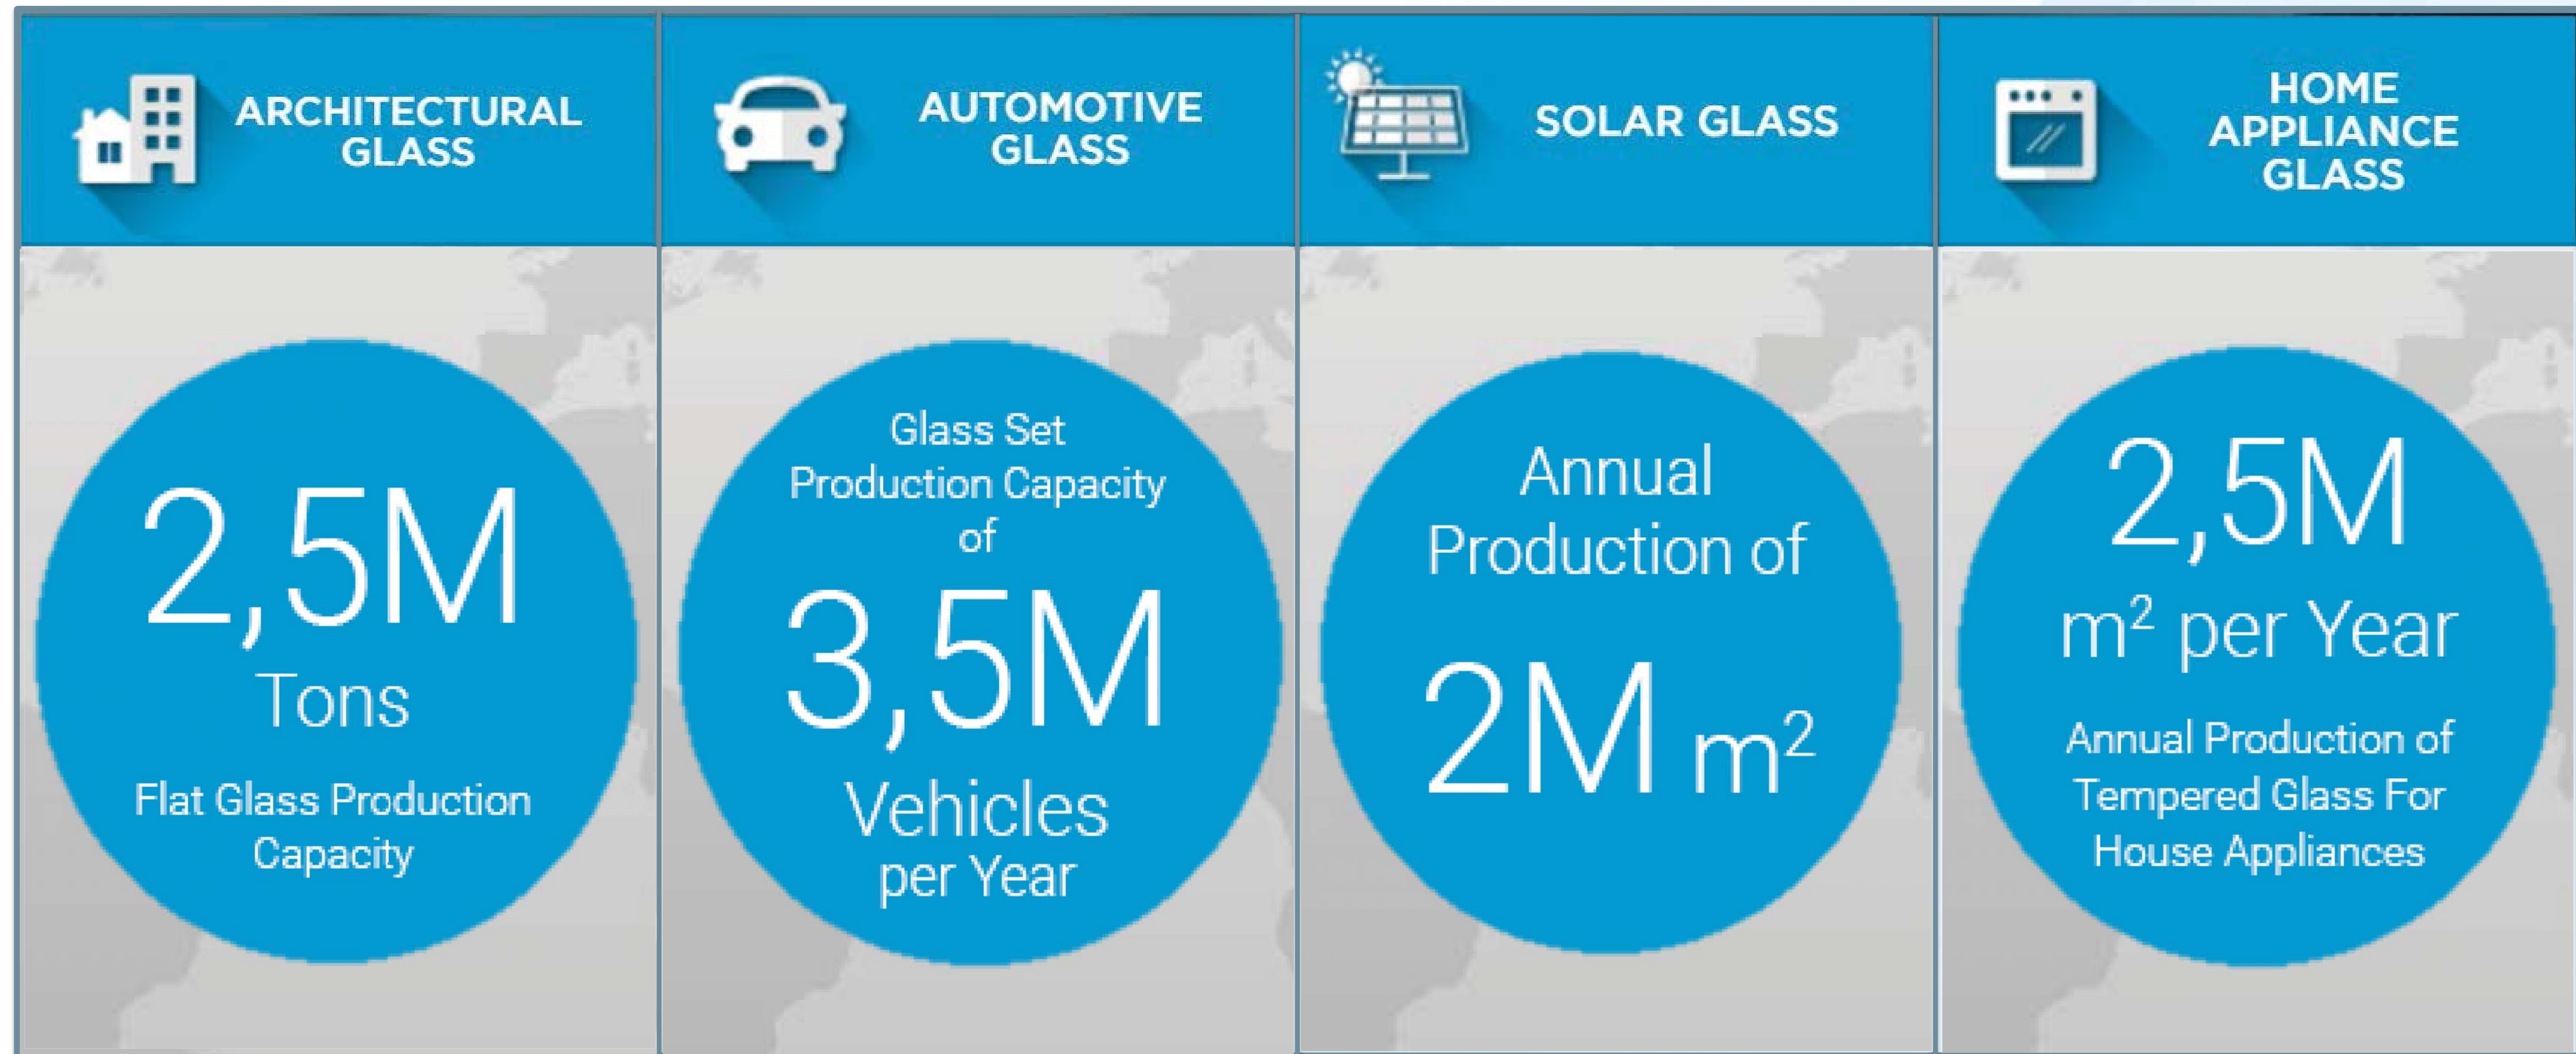 ARCHITECTURAL
GLASS
2,5M
Tons
Flat Glass Production
Capacity
AUTOMOTIVE
GLASS
Glass Set
Production Capacity
of
3,5M
Vehicles
per Year
SOLAR GLASS
Annual
Production of
2M m²
HOME
APPLIANCE
GLASS
2,5M
m² per Year
Annual Production of
Tempered Glass For
House Appliances